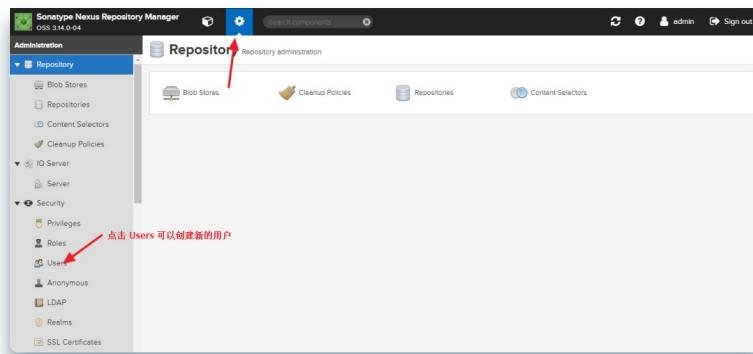 Sonatype Nexus Repository Manager
OSS 3.14.0-04
Search components
admin
Sign out
Administration
Repository
Repository administration
Repository
Blob Stores
Repositories
Content Selectors
Cleanup Policies
IQ Server
Server
Security
Privileges
Roles
Users
Anonymous
LDAP
Realms
SSL Certificates
Blob Stores
Cleanup Policies
Repositories
Content Selectors
点击 Users 可以创建新的用户